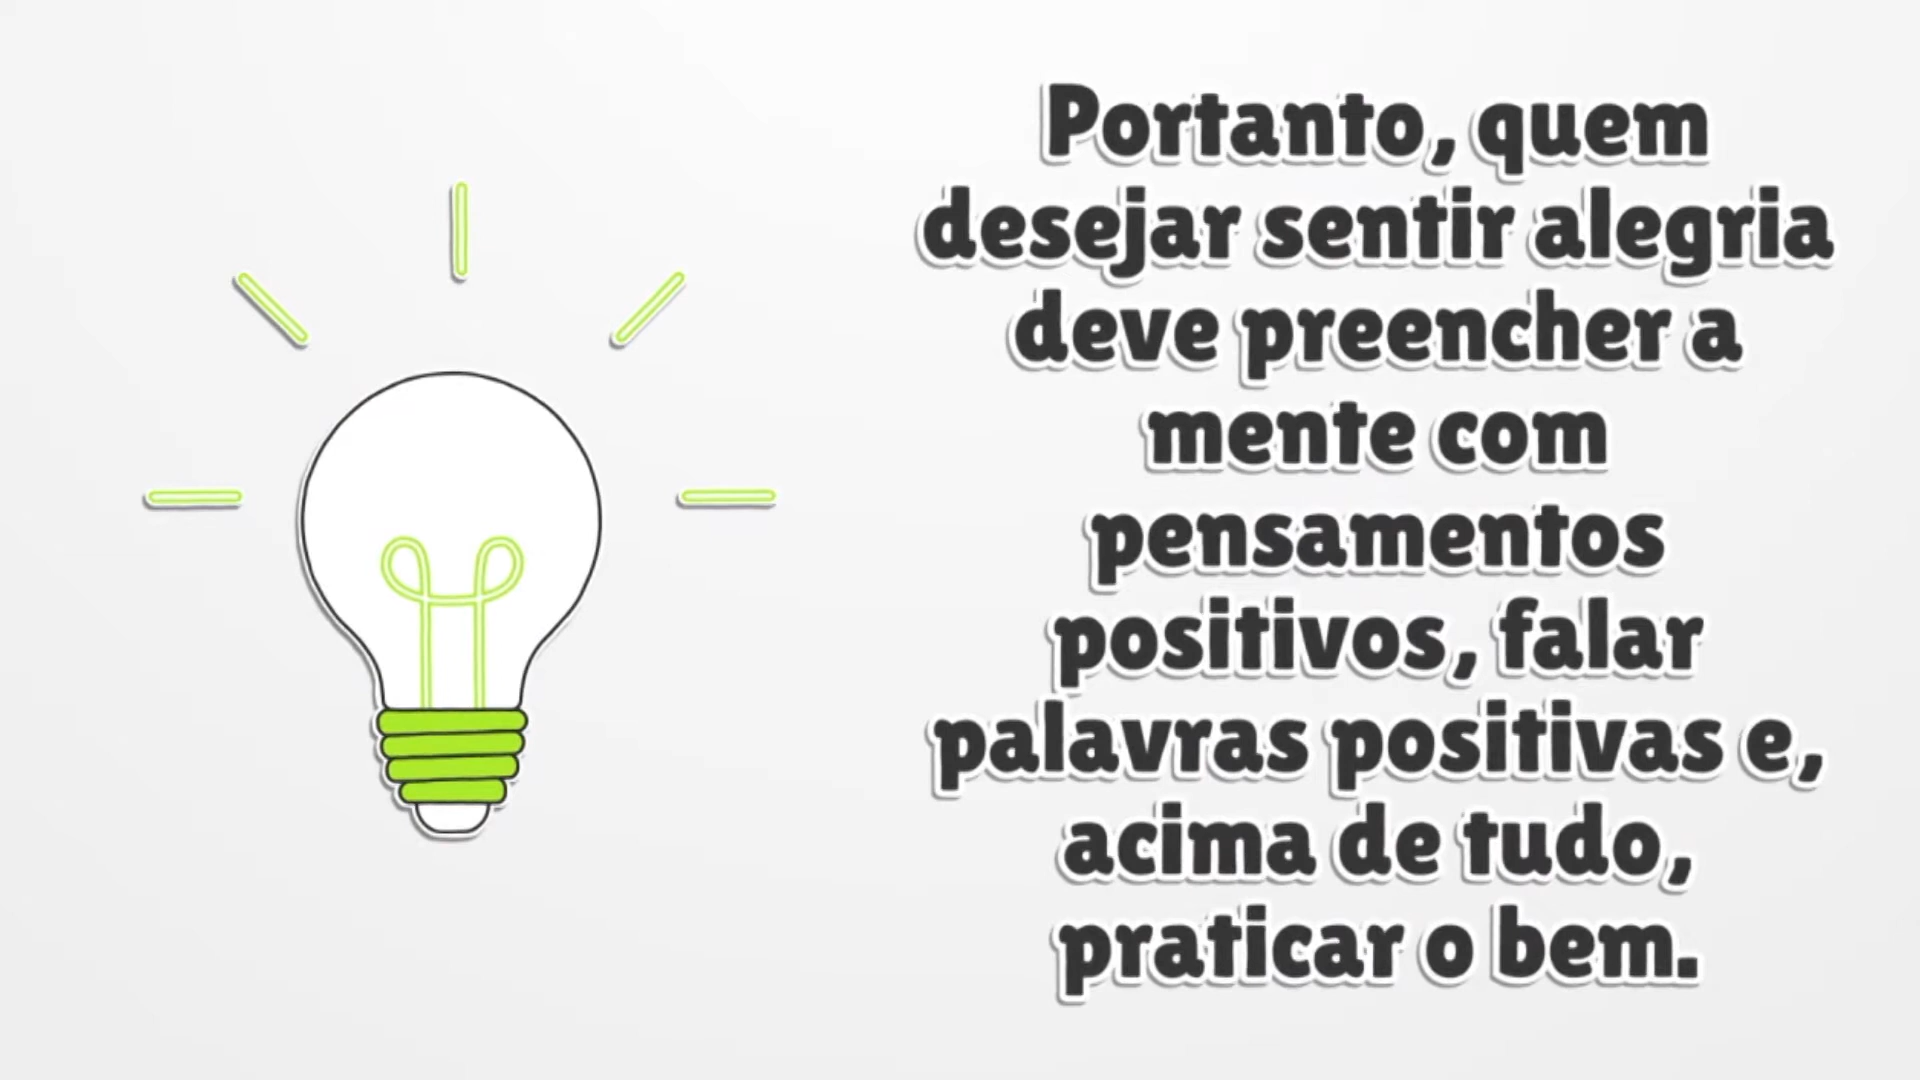 Portanto, quem
desejar sentir alegria
deve preencher a
mente com
pensamentos
positivos, falar
palavras positivas e,
acima de tudo,
praticar o bem.